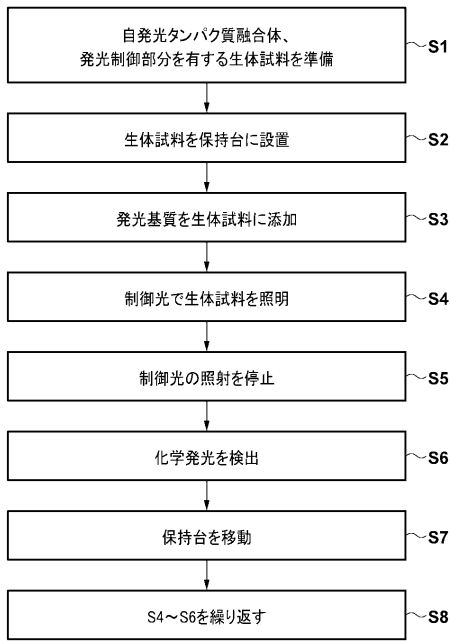 自発光タンパク質融合体、
発光制御部分を有する生体試料を準備
S1
生体試料を保持台に設置
S2
発光基質を生体試料に添加
S3
制御光で生体試料を照明
S4
制御光の照射を停止
S5
化学発光を検出
S6
保持台を移動
S7
S4～S6を繰り返す
S8